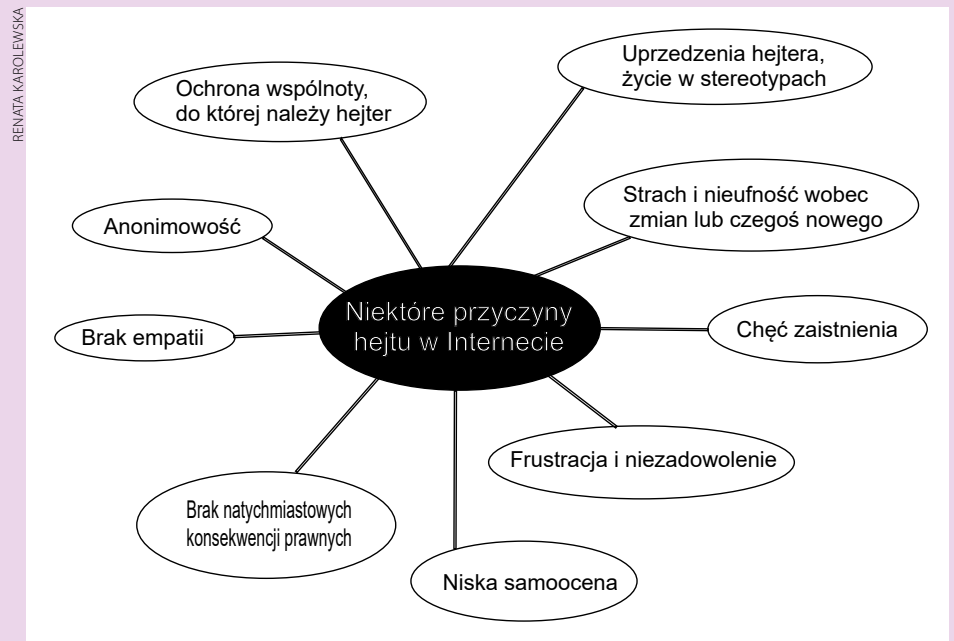 RENATA KAROLEWSKA
Ochrona wspólnoty,
do której należy hejter
Uprzedzenia hejtera,
życie w stereotypach
Anonimowość
Strach i nieufność wobec
zmian lub czegoś nowego
Niektóre przyczyny
hejtu w Internecie
Brak empatii
Chęć zaistnienia
Frustracja i niezadowolenie
Brak natychmiastowych
konsekwencji prawnych
Niska samoocena